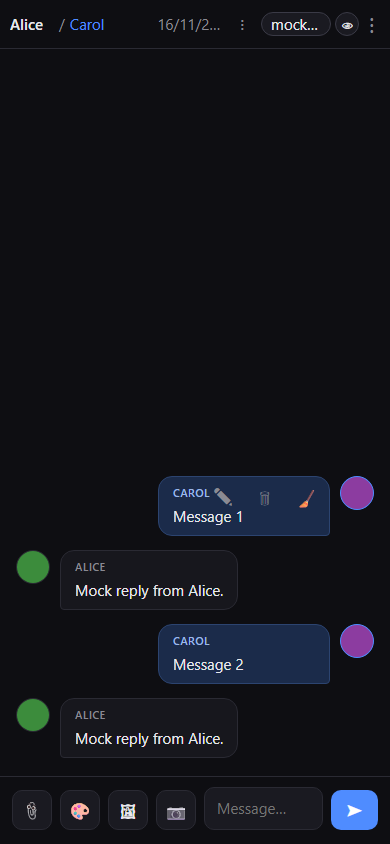 Alice / Carol 16/11/2... mock...
CAROL
Message 1
ALICE
Mock reply from Alice.
CAROL
Message 2
ALICE
Mock reply from Alice.
Message...